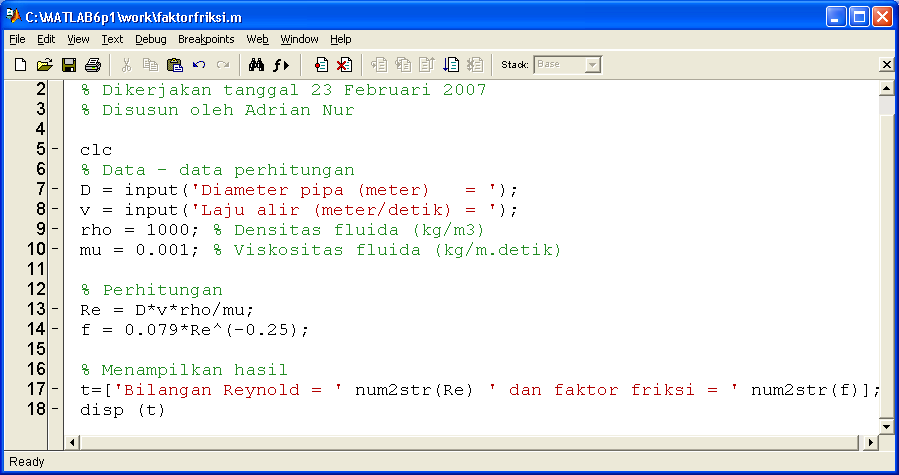 C:\MATLAB6p1\work\faktorfriksi.m
File Edit View Text Debug Breakpoints Web Window Help
Stack: Base
2 % Dikerjakan tanggal 23 Februari 2007
3 % Disusun oleh Adrian Nur
4
5 - clc
6 % Data - data perhitungan
7 - D = input('Diameter pipa (meter)   = ');
8 - v = input('Laju alir (meter/detik) = ');
9 - rho = 1000; % Densitas fluida (kg/m3)
10 - mu = 0.001; % Viskositas fluida (kg/m.detik)
11
12 % Perhitungan
13 - Re = D*v*rho/mu;
14 - f = 0.079*Re^(-0.25);
15
16 % Menampilkan hasil
17 - t=['Bilangan Reynold = ' num2str(Re) ' dan faktor friksi = ' num2str(f)];
18 - disp (t)
Ready